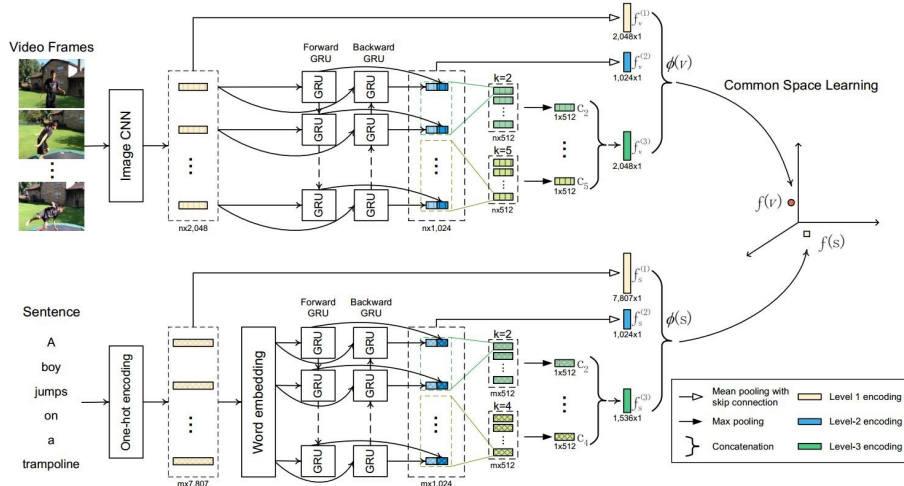 Video Frames
Image CNN
nx2,048
Forward GRU
Backward GRU
GRU GRU
GRU GRU
GRU GRU
nx1,024
k=2
nx512
k=5
nx512
C2
1x512
C5
1x512
f_v^(1)
2,048x1
f_v^(2)
1,024x1
f_v^(3)
2,048x1
ϕ(v)
Common Space Learning
f(v)
f(s)
Sentence
A
boy
jumps
on
a
trampoline
One-hot encoding
mx7,807
Word embedding
Forward GRU
Backward GRU
GRU GRU
GRU GRU
GRU GRU
mx1,024
k=2
mx512
k=4
mx512
C2
1x512
C4
1x512
f_s^(1)
7,807x1
f_s^(2)
1,024x1
f_s^(3)
1,536x1
ϕ(s)
Mean pooling with skip connection
Max pooling
Concatenation
Level 1 encoding
Level-2 encoding
Level-3 encoding